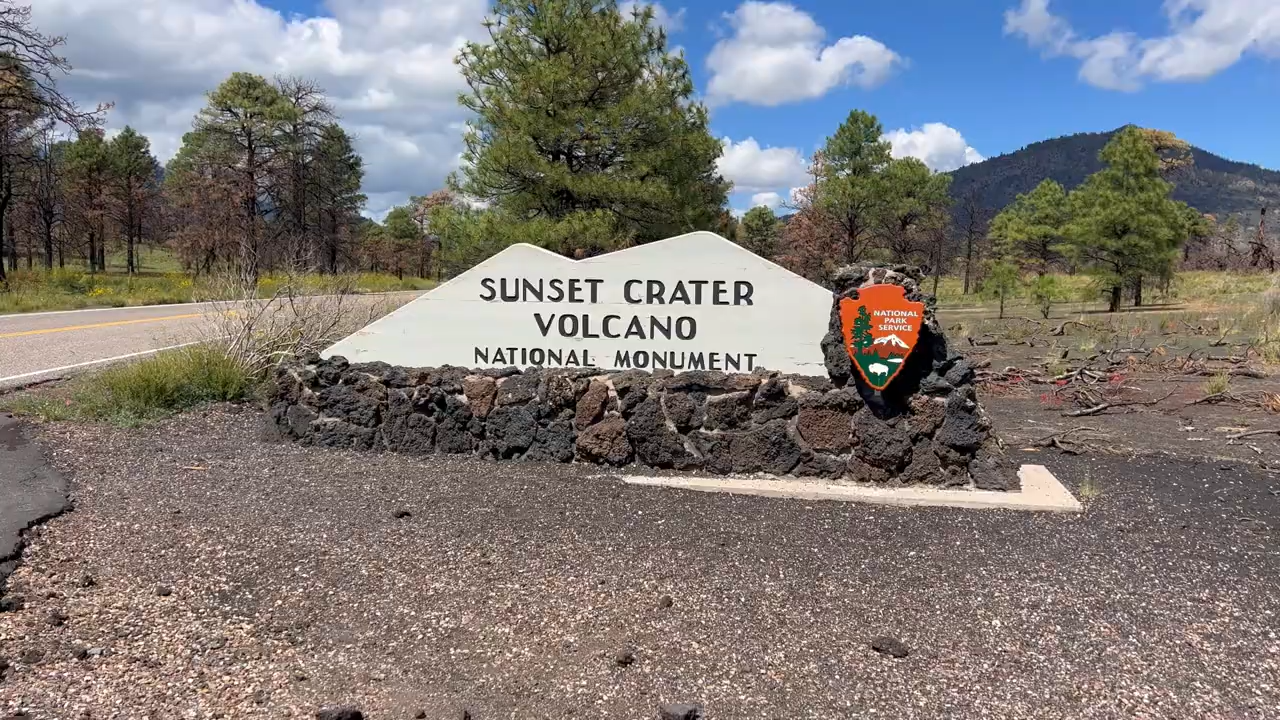 SUNSET CRATER
VOLCANO
NATIONAL MONUMENT
NATIONAL
PARK
SERVICE